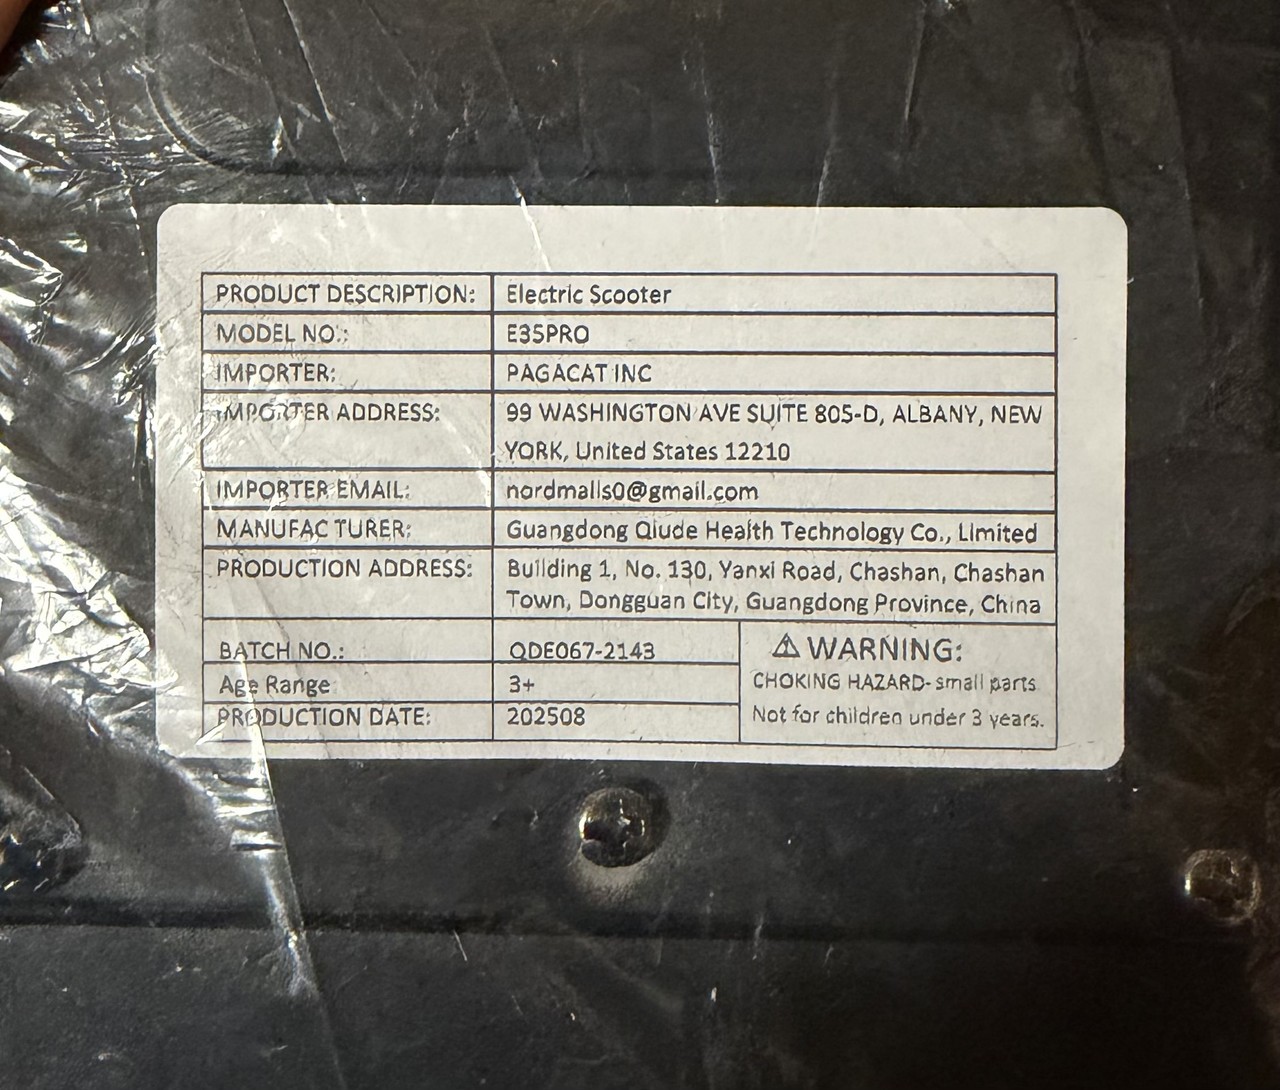 PRODUCT DESCRIPTION: Electric Scooter
MODEL NO.: E35PRO
IMPORTER: PAGACAT INC
IMPORTER ADDRESS: 99 WASHINGTON AVE SUITE 805-D, ALBANY, NEW
YORK, United States 12210
IMPORTER EMAIL: nordmalls0@gmail.com
MANUFAC TURER: Guangdong Qiude Health Technology Co., Limited
PRODUCTION ADDRESS: Building 1, No. 130, Yanxi Road, Chashan, Chashan
Town, Dongguan City, Guangdong Province, China
BATCH NO.: QDE067-2143
Age Range 3+
PRODUCTION DATE: 202508
⚠ WARNING:
CHOKING HAZARD- small parts
Not for children under 3 years.